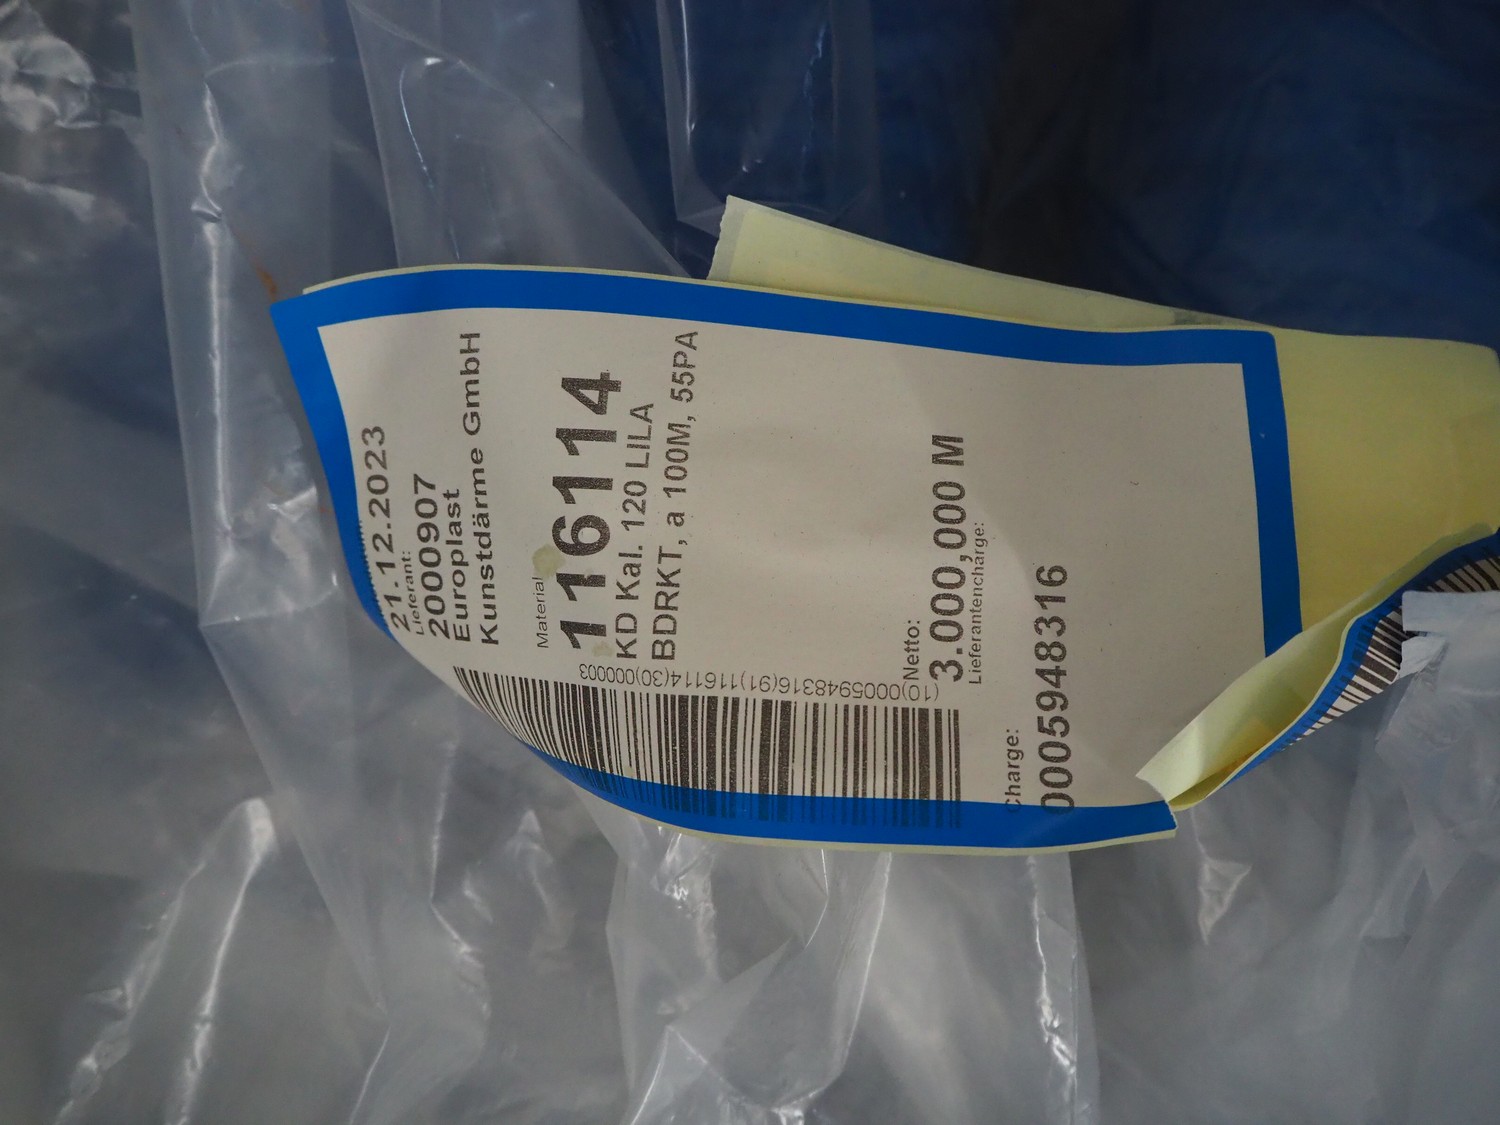 21.12.2023
Lieferant:
2000907
Europlast
Kunstdärme GmbH
Material
116114
KD Kal. 120 LILA
BDRKT, a 100M, 55PA
Netto:
3.000,000 M
Lieferantencharge:
Charge:
0005948316
(10)0005948316(91)116114(30)000003